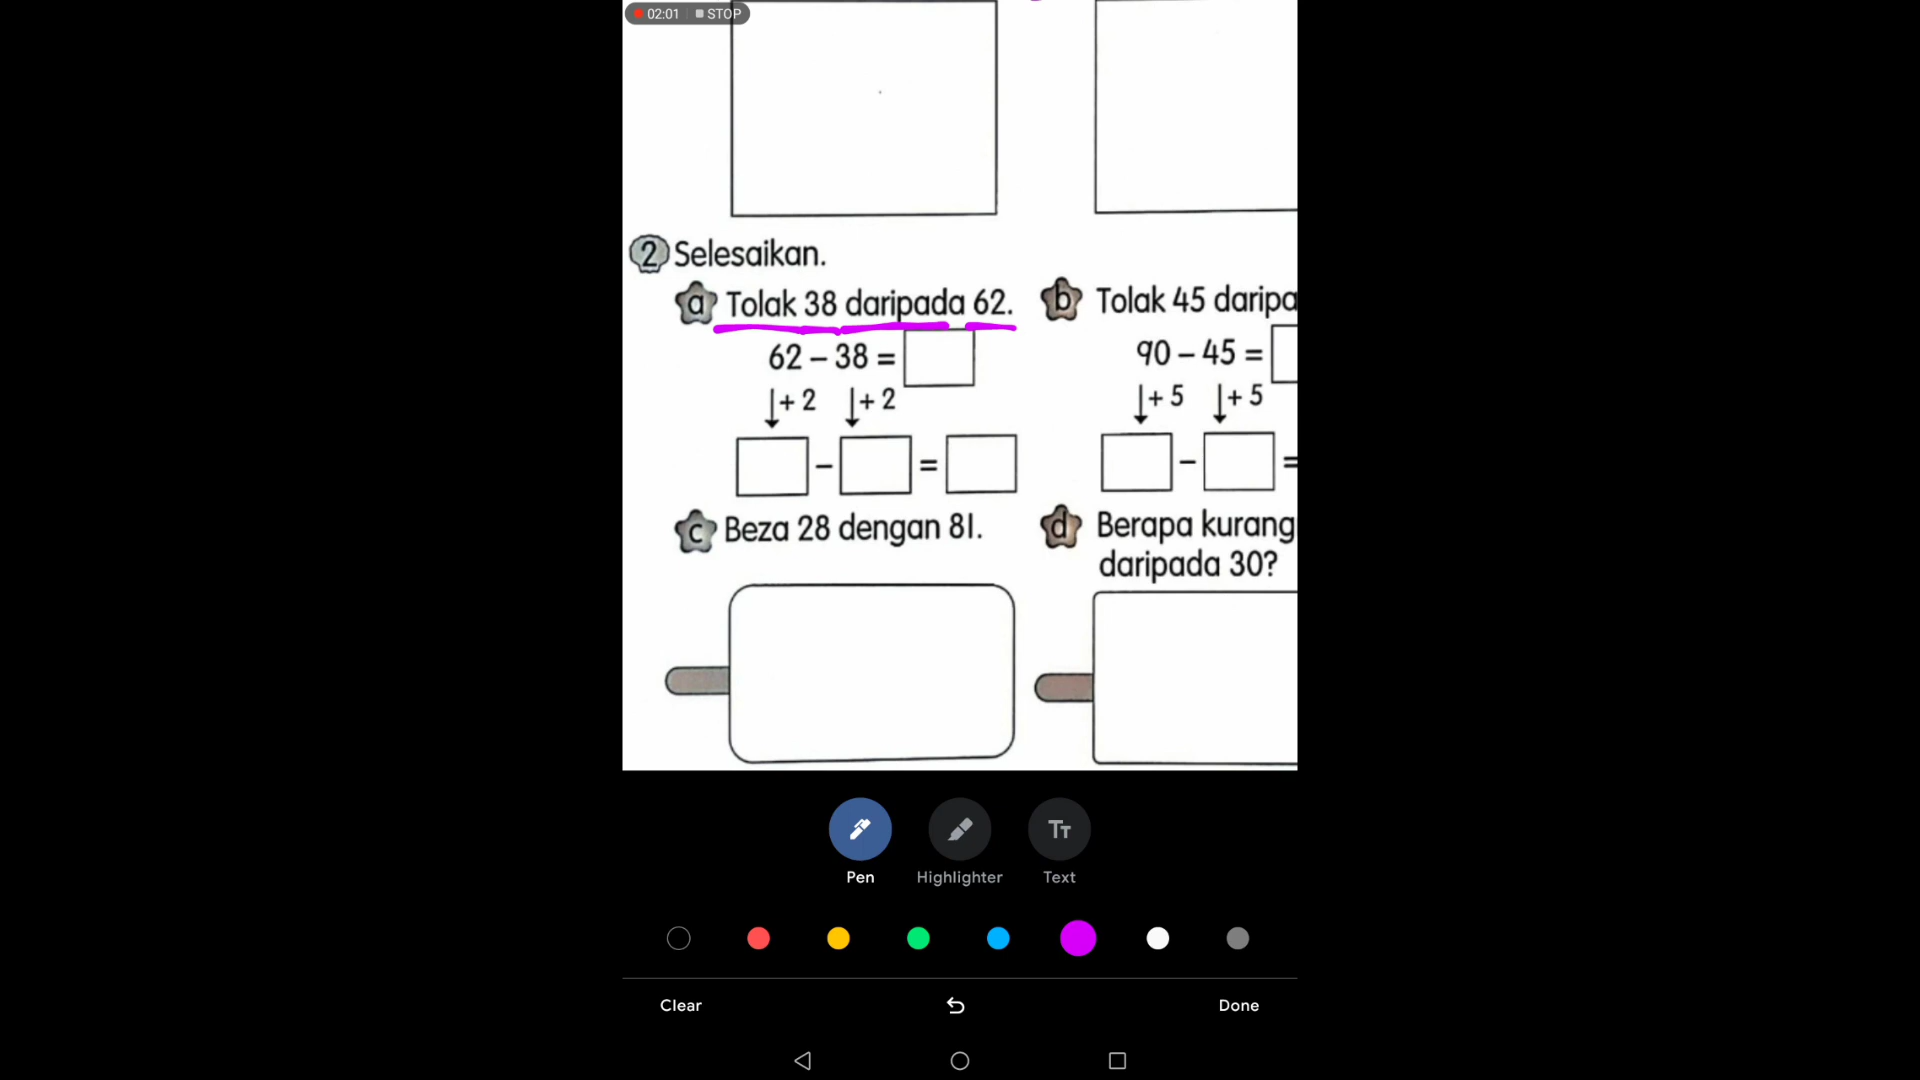 02:01 STOP
2 Selesaikan.
a Tolak 38 daripada 62.
62 – 38 =
+ 2 + 2
– =
b Tolak 45 daripa
90 – 45 =
+ 5 + 5
– =
c Beza 28 dengan 81.
d Berapa kurang
daripada 30?
Pen Highlighter Text
Clear Done